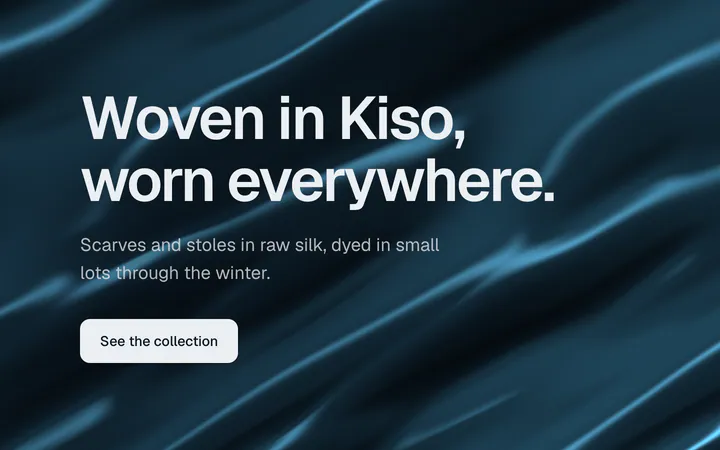 Woven in Kiso,
worn everywhere.
Scarves and stoles in raw silk, dyed in small
lots through the winter.
See the collection